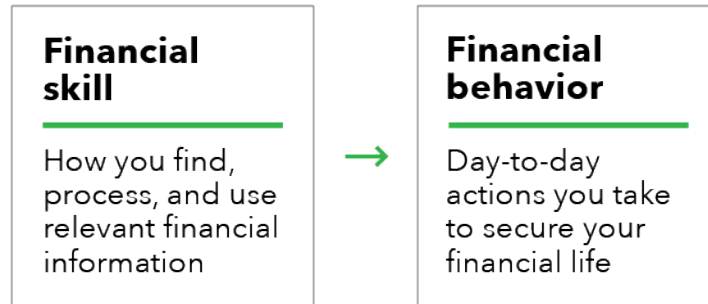 Financial
skill
How you find,
process, and use
relevant financial
information
→
Financial
behavior
Day-to-day
actions you take
to secure your
financial life